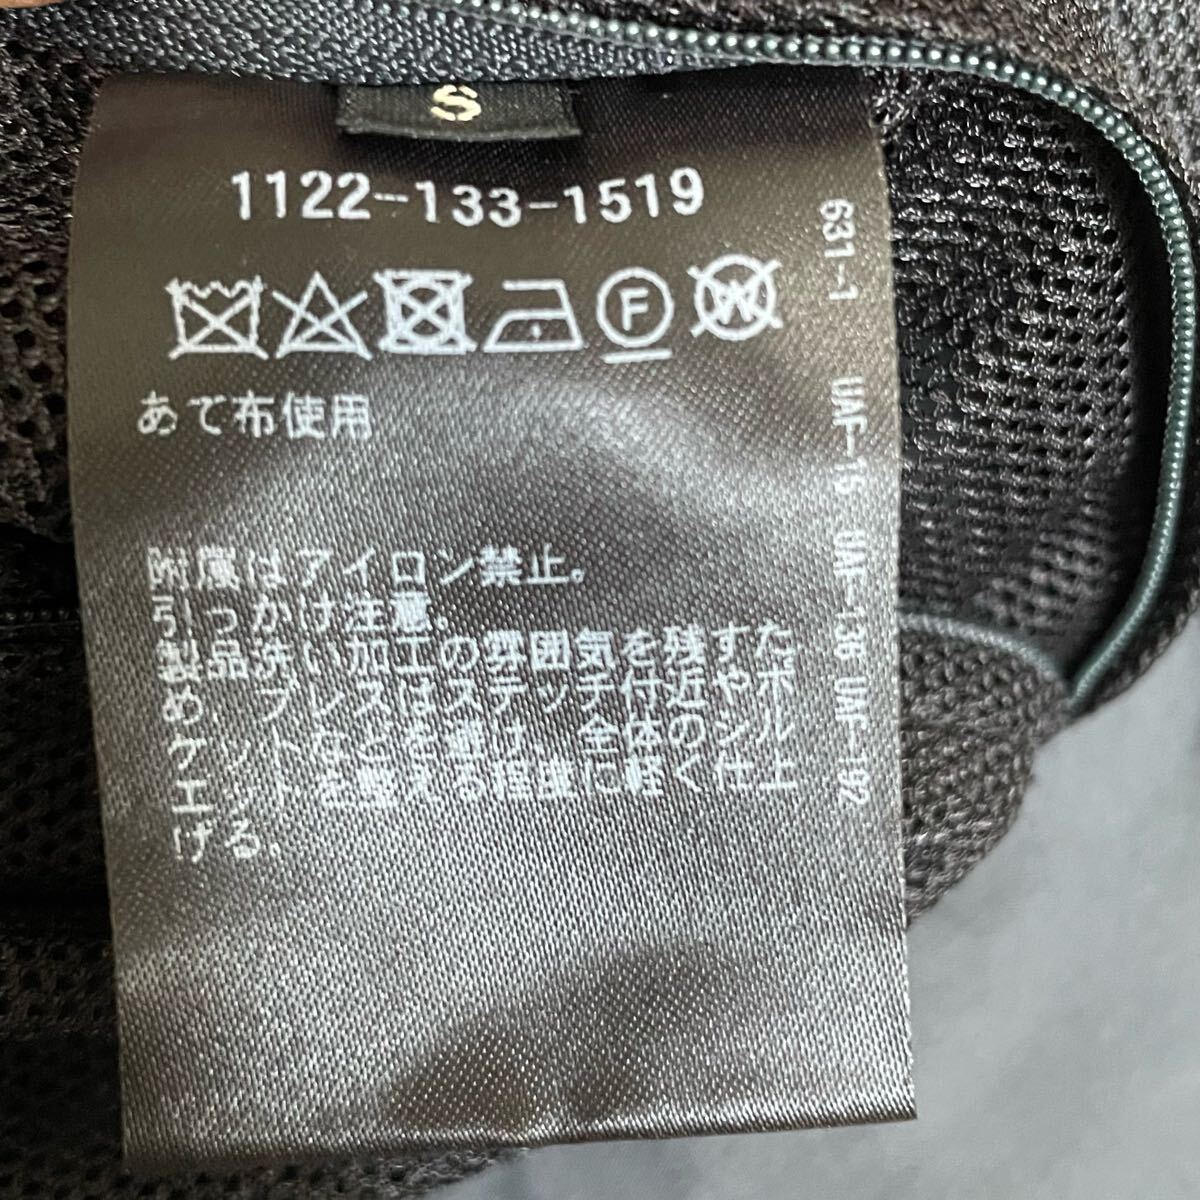 S
1122-133-1519
F
W
あて布使用
附属はアイロン禁止。
引っかけ注意.
製品洗い加工の雰囲気を残すた
め、プレスはステッチ付近やポ
ケットなどを避け、全体のシル
エットを整える程度に軽く仕上
げる.
631-1 UAF-15 UAF-136 UAF-192